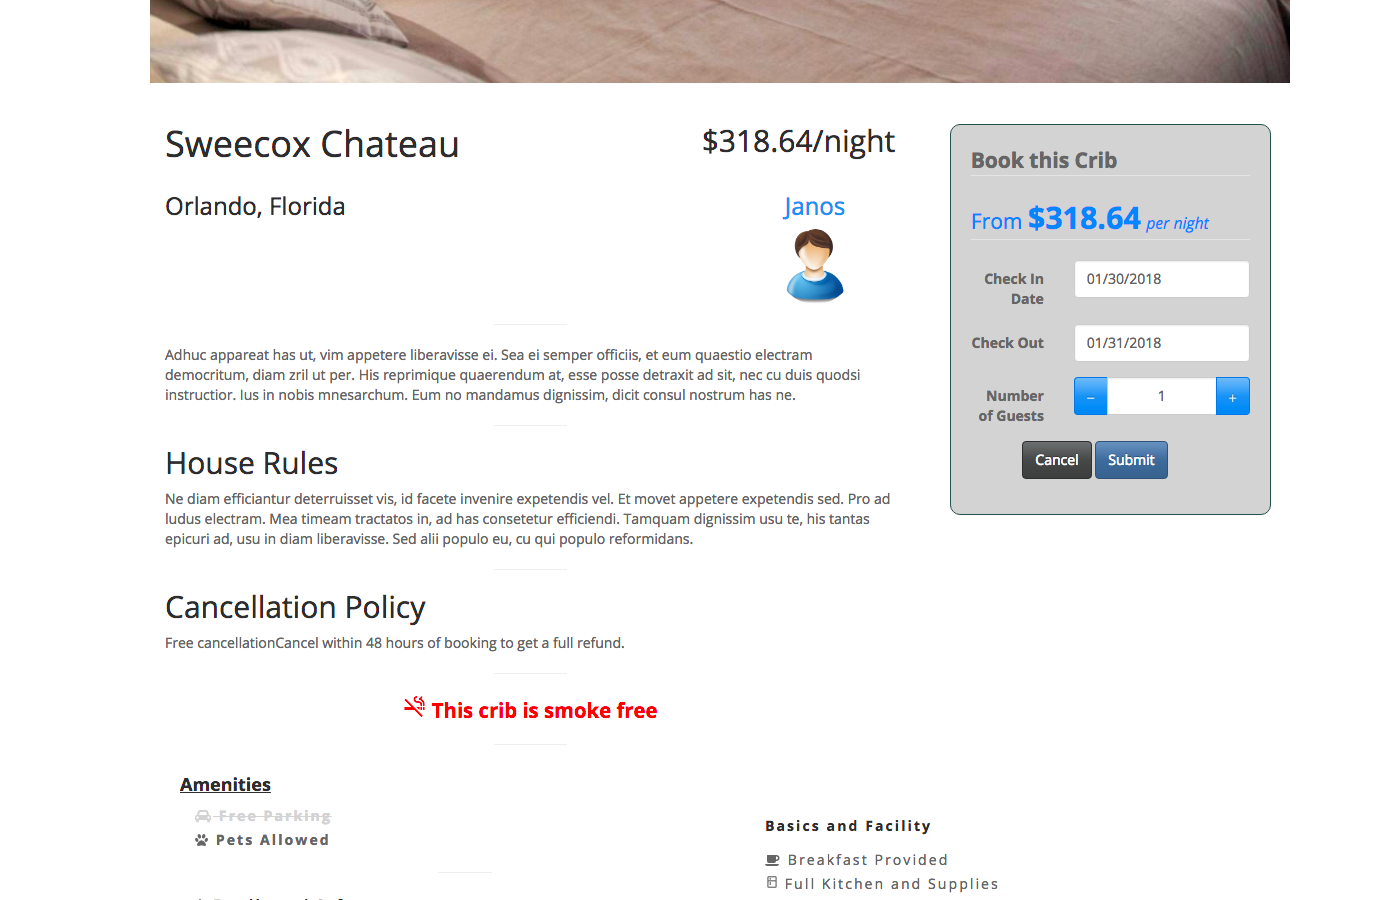 Sweecox Chateau
$318.64/night
Orlando, Florida
Janos
Adhuc appareat has ut, vim appetere liberavisse ei. Sea ei semper officiis, et eum quaestio electram
democritum, diam zril ut per. His reprimique quaerendum at, esse posse detraxit ad sit, nec cu duis quodsi
instructior. Ius in nobis mnesarchum. Eum no mandamus dignissim, dicit consul nostrum has ne.
House Rules
Ne diam efficiantur deterruisset vis, id facete invenire expetendis vel. Et movet appetere expetendis sed. Pro ad
ludus electram. Mea timeam tractatos in, ad has consetetur efficiendi. Tamquam dignissim usu te, his tantas
epicuri ad, usu in diam liberavisse. Sed alii populo eu, cu qui populo reformidans.
Cancellation Policy
Free cancellationCancel within 48 hours of booking to get a full refund.
This crib is smoke free
Amenities
Free Parking
Pets Allowed
Basics and Facility
Breakfast Provided
Full Kitchen and Supplies
Book this Crib
From $318.64 per night
Check In
Date
01/30/2018
Check Out
01/31/2018
Number
of Guests
− 1 +
Cancel Submit